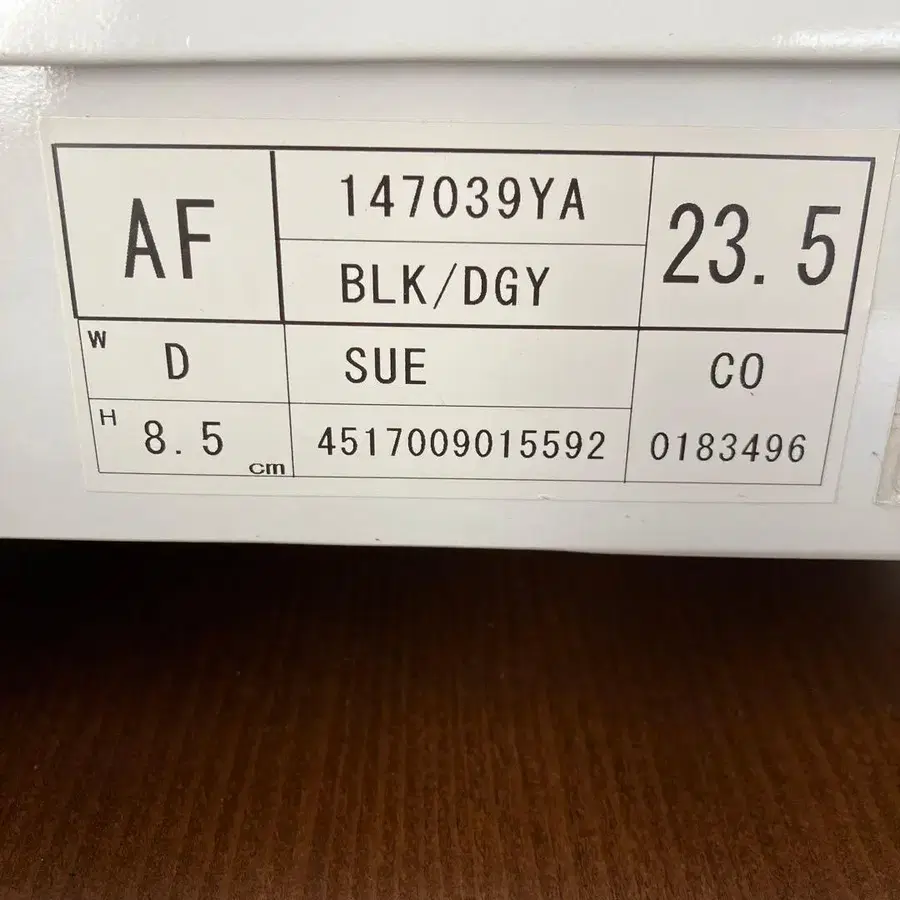 AF
147039YA
BLK/DGY
23.5
W D
SUE
CO
H 8.5 cm
4517009015592
0183496